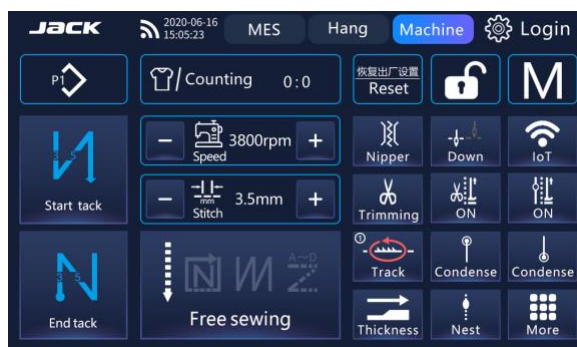 JACK
2020-06-16
15:05:23
MES
Hang
Machine
Login
P1
Counting 0:0
恢复出厂设置
Reset
M
3800rpm
Speed
mm
3.5mm
Stitch
Nipper
Down
IoT
Start tack
Trimming
ON
ON
A~D
Track
Condense
Condense
End tack
Free sewing
Thickness
Nest
More